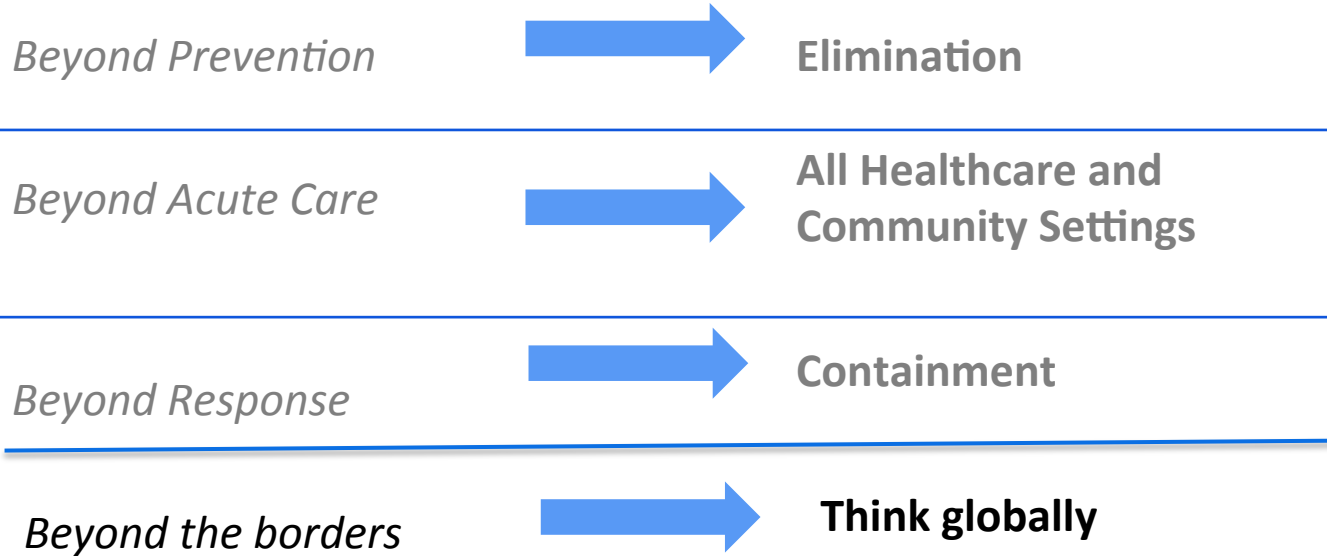 Beyond Prevention
Elimination
Beyond Acute Care
All Healthcare and
Community Settings
Beyond Response
Containment
Beyond the borders
Think globally